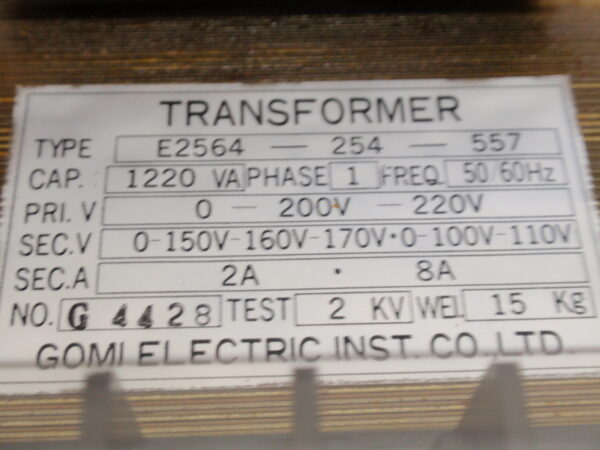 TRANSFORMER
TYPE E2564 — 254 — 557
CAP. 1220 VA PHASE 1 FREQ. 50/60Hz
PRI. V 0 — 200V — 220V
SEC.V 0-150V-160V-170V·0-100V-110V
SEC.A 2A · 8A
NO. G 4428 TEST 2 KV WEI. 15 Kg
GOMI ELECTRIC INST. CO.,LTD.